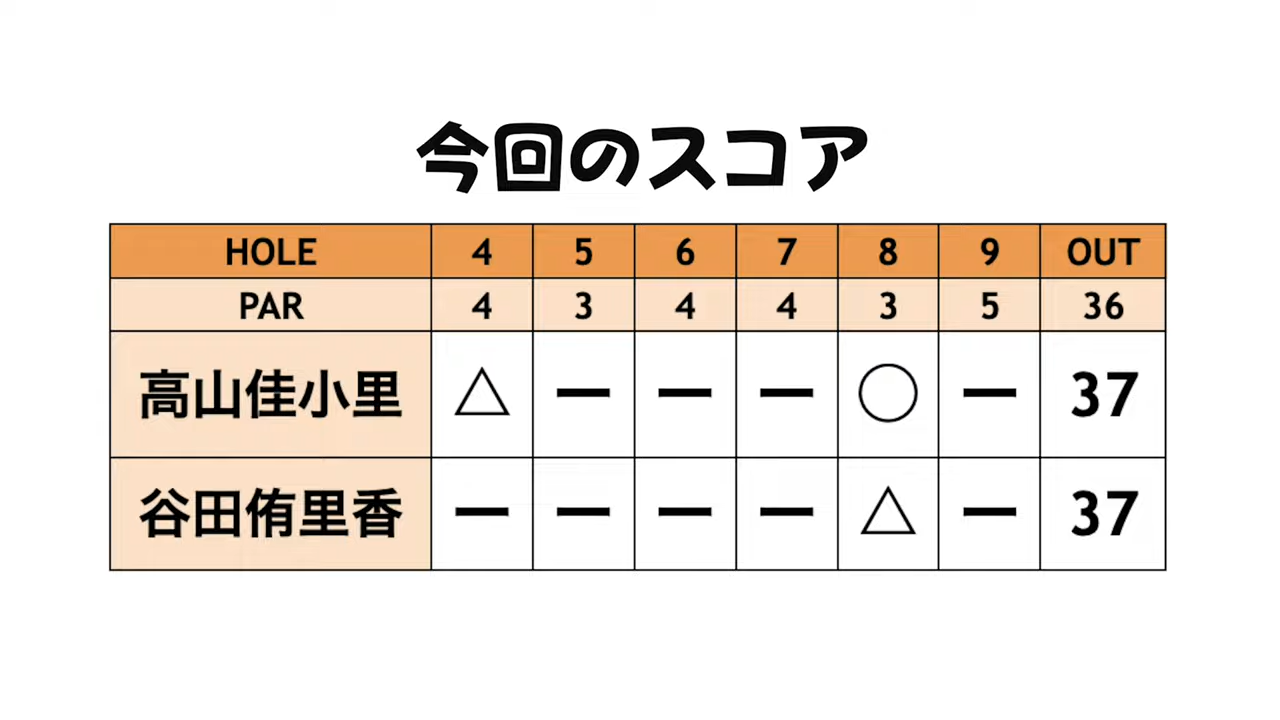 今回のスコア
HOLE 4 5 6 7 8 9 OUT
PAR 4 3 4 4 3 5 36
高山佳小里 △ ー ー ー ○ ー 37
谷田侑里香 ー ー ー ー △ ー 37